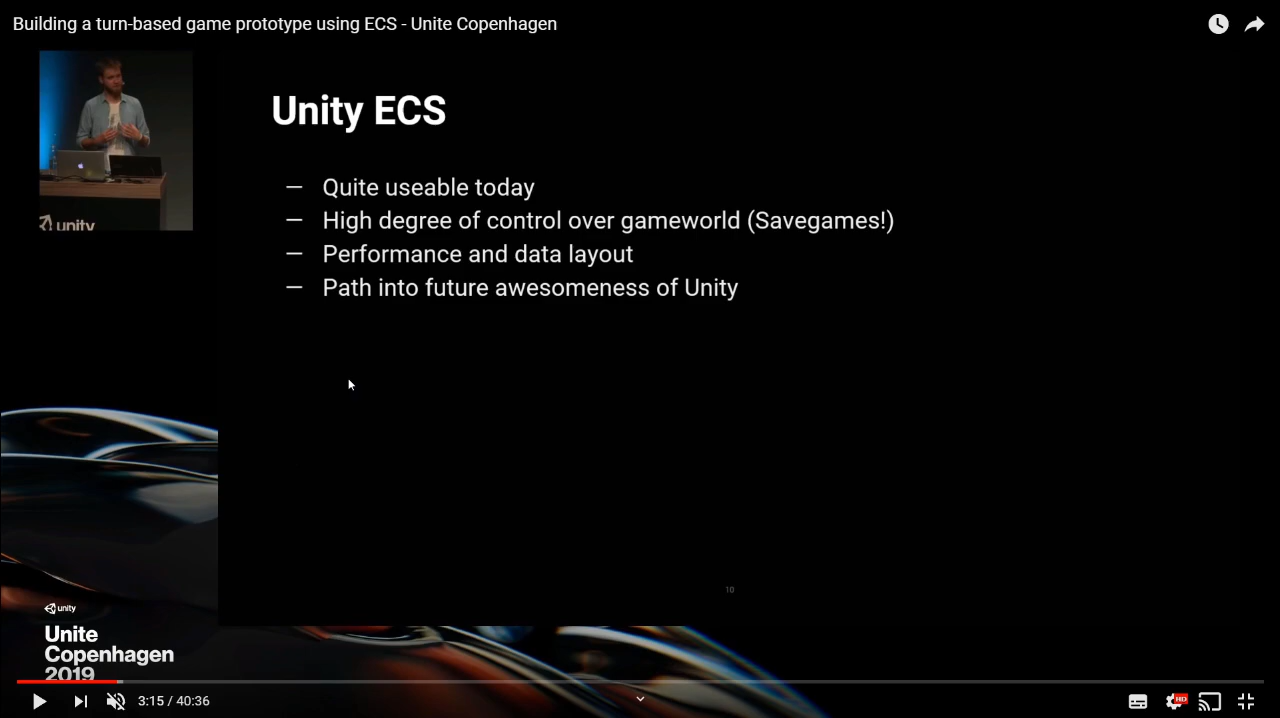 Building a turn-based game prototype using ECS - Unite Copenhagen
unity
Unity ECS
— Quite useable today
— High degree of control over gameworld (Savegames!)
— Performance and data layout
— Path into future awesomeness of Unity
10
unity
Unite
Copenhagen
2019
3:15 / 40:36
HD